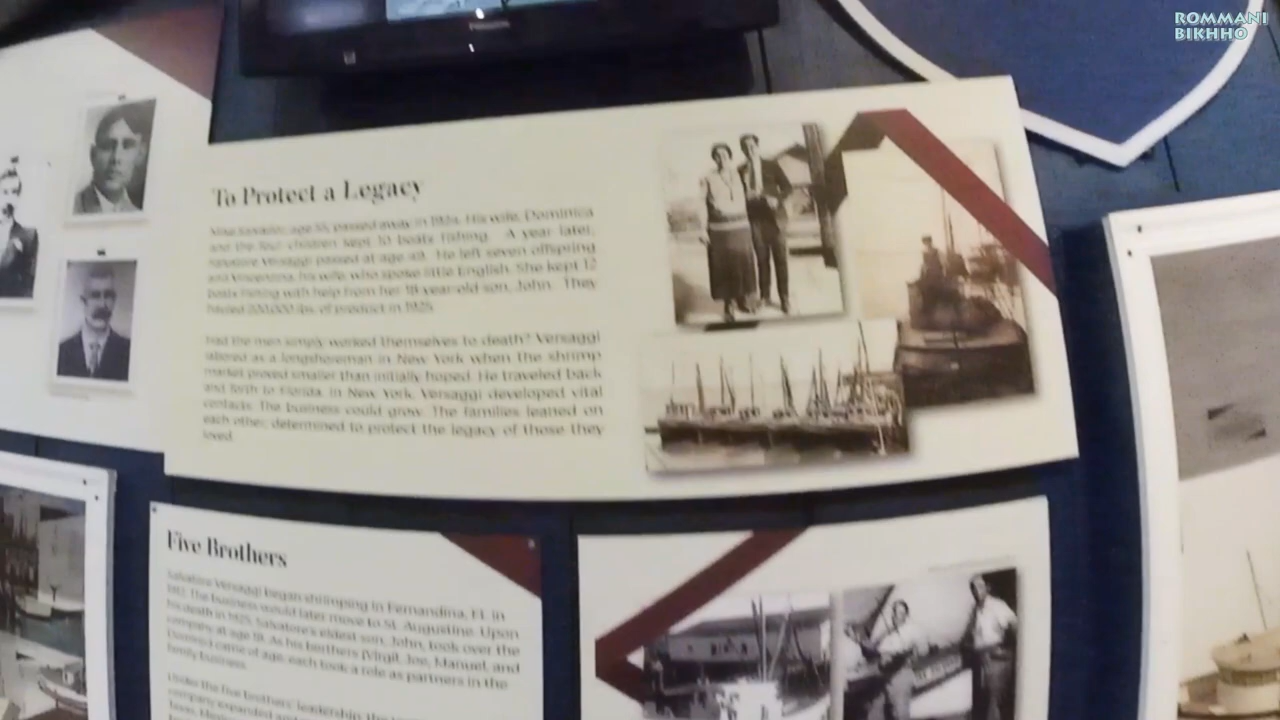 ROMMANI
BIKHHO
To Protect a Legacy
Mike Salvador, age 55, passed away in 1924. His wife, Dominica
and the four children kept 10 boats fishing. A year later,
Salvatore Versaggi passed at age 49. He left seven offspring
and Vincenzina, his wife, who spoke little English. She kept 12
boats fishing with help from her 18-year-old son, John. They
hauled 200,000 lbs. of product in 1925.
Had the men simply worked themselves to death? Versaggi
labored as a longshoreman in New York when the shrimp
market proved smaller than initially hoped. He traveled back
and forth to Florida. In New York, Versaggi developed vital
contacts. The business could grow. The families leaned on
each other, determined to protect the legacy of those they
loved.
Five Brothers
Salvatore Versaggi began shrimping in Fernandina, FL in
1912. The business would later move to St. Augustine. Upon
his death in 1925, Salvatore's eldest son, John, took over the
company at age 18. As his brothers (Virgil, Joe, Manuel, and
Dominic) came of age, each took a role as partners in the
family business.
Under the five brothers' leadership, the
company expanded and
Texas.